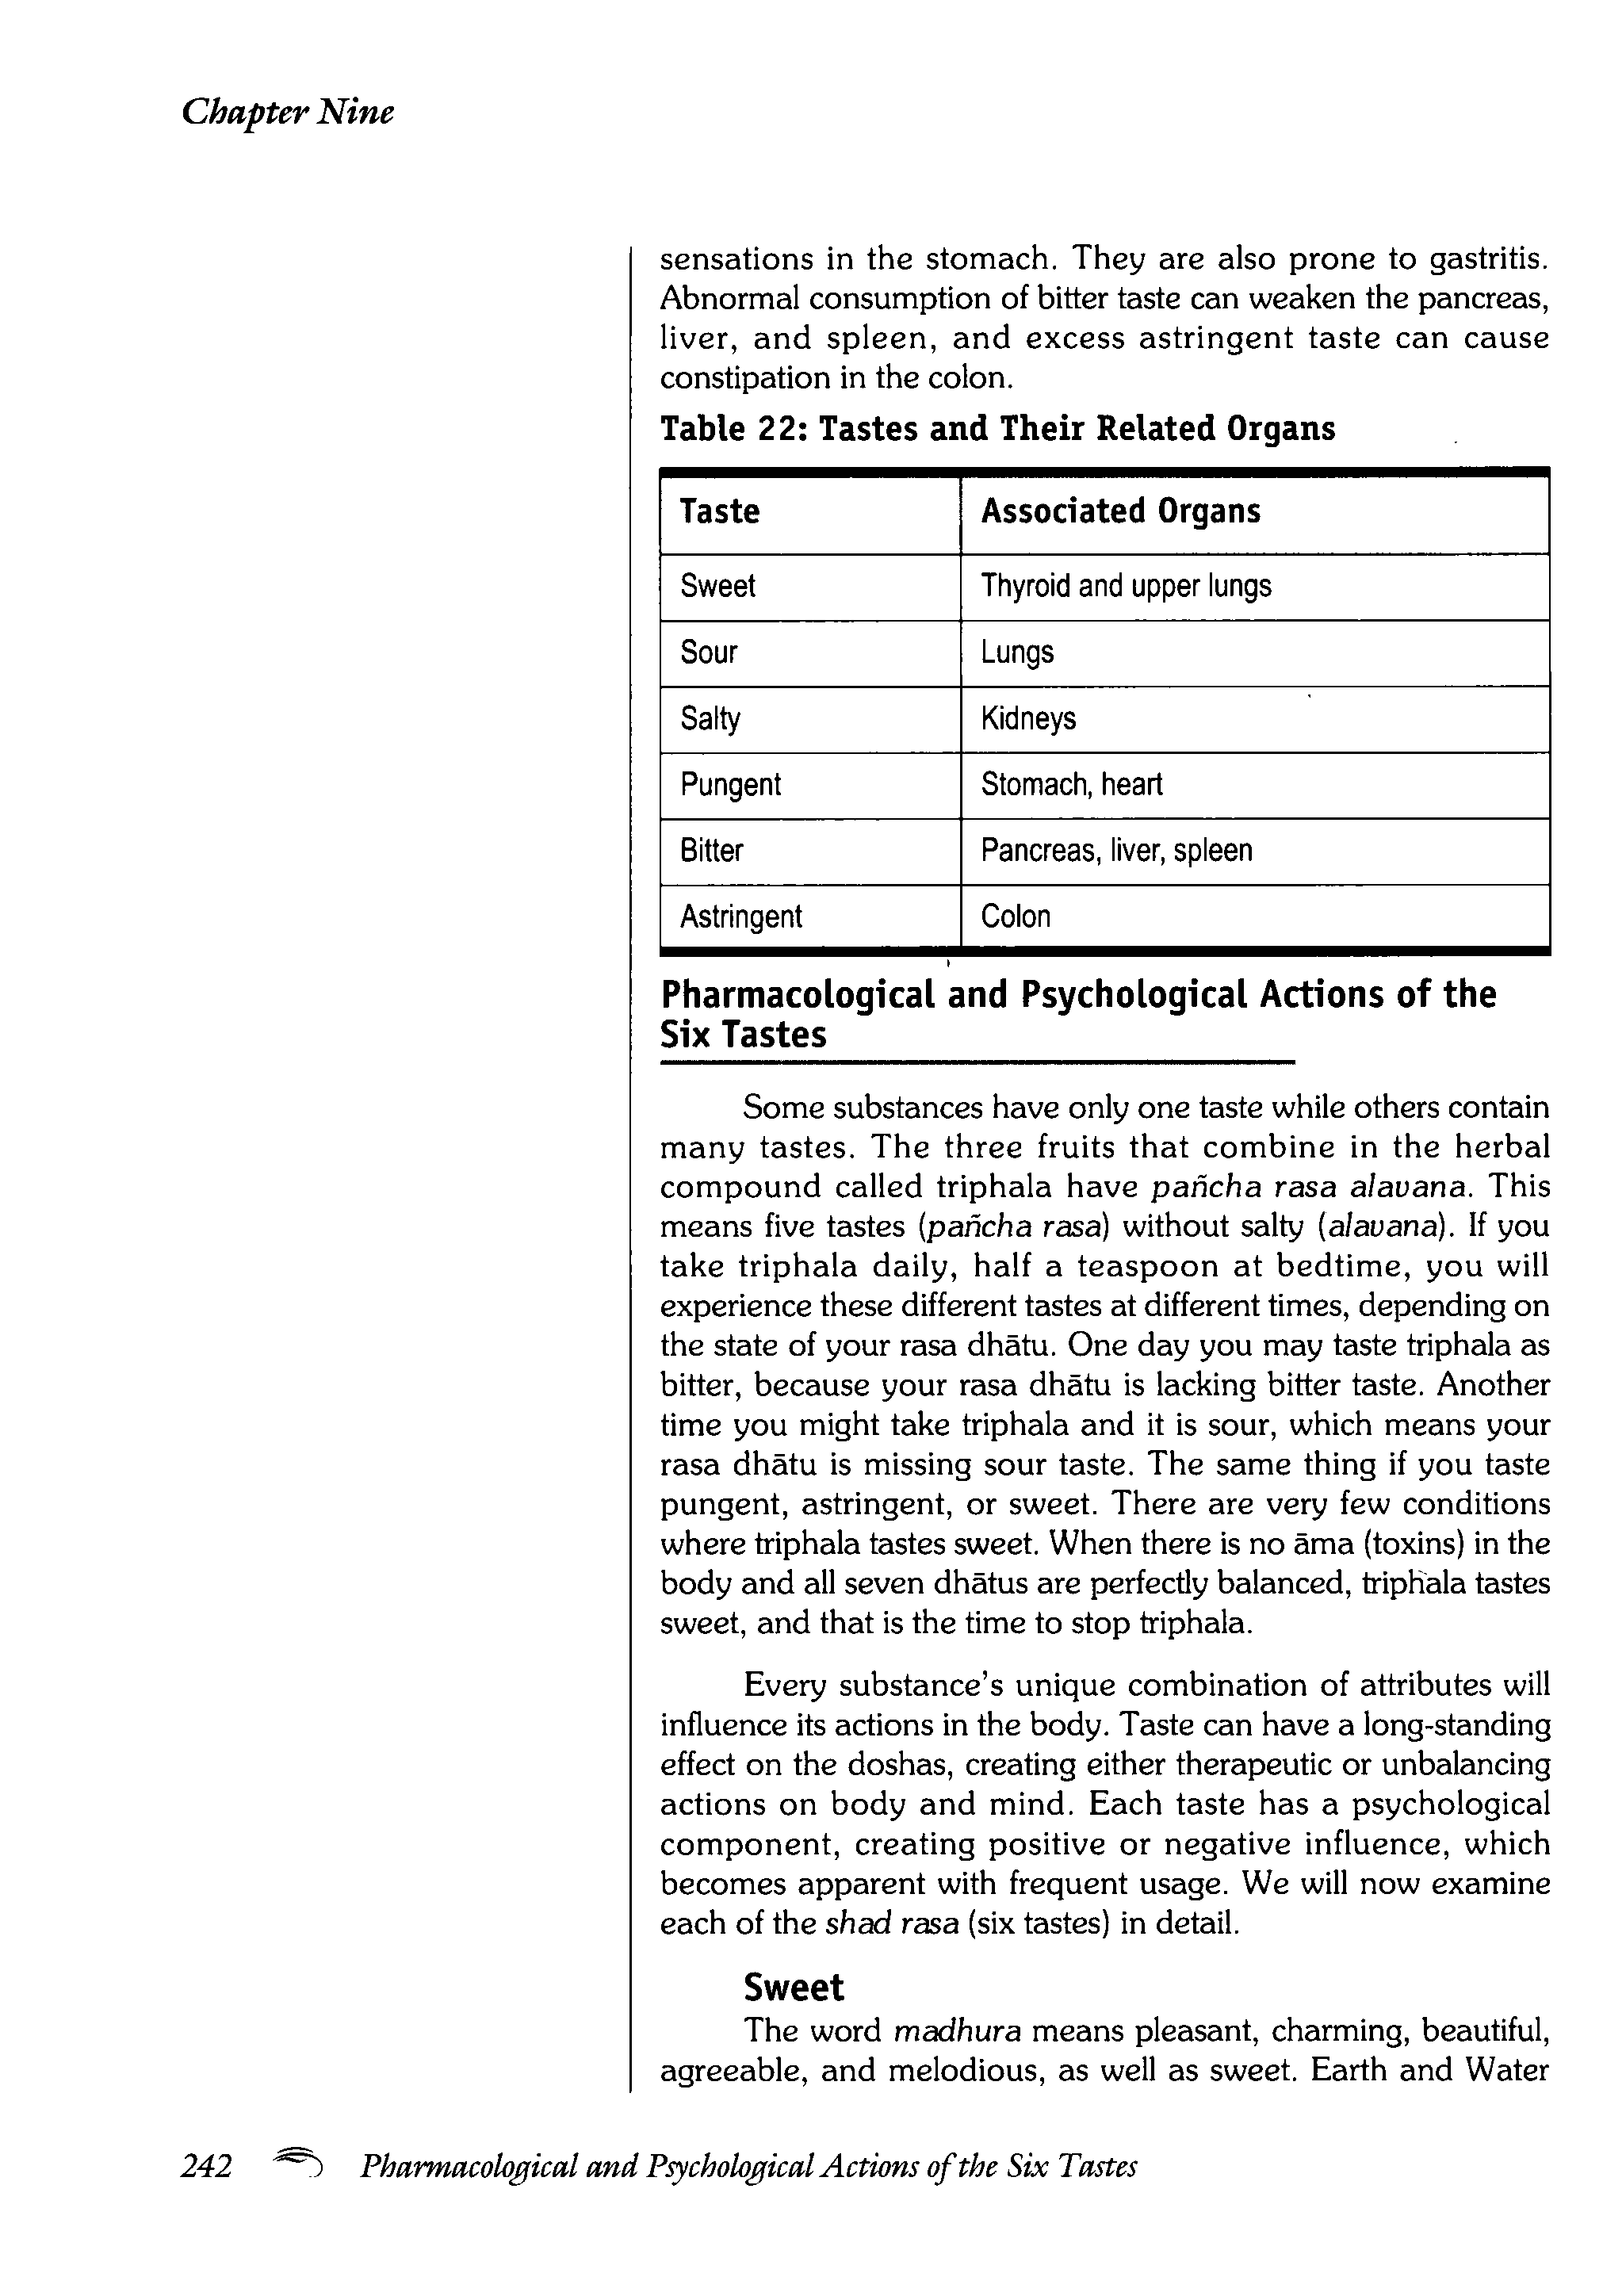 Chapter Nine
sensations in the stomach. They are also prone to gastritis.
Abnormal consumption of bitter taste can weaken the pancreas,
liver, and spleen, and excess astringent taste can cause
constipation in the colon.
Table 22: Tastes and Their Related Organs
Taste Associated Organs
Sweet Thyroid and upper lungs
Sour Lungs
Salty Kidneys
Pungent Stomach, heart
Bitter Pancreas, liver, spleen
Astringent Colon
Pharmacological and Psychological Actions of the
Six Tastes
Some substances have only one taste while others contain
many tastes. The three fruits that combine in the herbal
compound called triphala have pañcha rasa alavana. This
means five tastes (pañcha rasa) without salty (alavana). If you
take triphala daily, half a teaspoon at bedtime, you will
experience these different tastes at different times, depending on
the state of your rasa dhātu. One day you may taste triphala as
bitter, because your rasa dhātu is lacking bitter taste. Another
time you might take triphala and it is sour, which means your
rasa dhātu is missing sour taste. The same thing if you taste
pungent, astringent, or sweet. There are very few conditions
where triphala tastes sweet. When there is no āma (toxins) in the
body and all seven dhātus are perfectly balanced, triphala tastes
sweet, and that is the time to stop triphala.
Every substance's unique combination of attributes will
influence its actions in the body. Taste can have a long-standing
effect on the doshas, creating either therapeutic or unbalancing
actions on body and mind. Each taste has a psychological
component, creating positive or negative influence, which
becomes apparent with frequent usage. We will now examine
each of the shad rasa (six tastes) in detail.
Sweet
The word madhura means pleasant, charming, beautiful,
agreeable, and melodious, as well as sweet. Earth and Water
242 Pharmacological and Psychological Actions of the Six Tastes